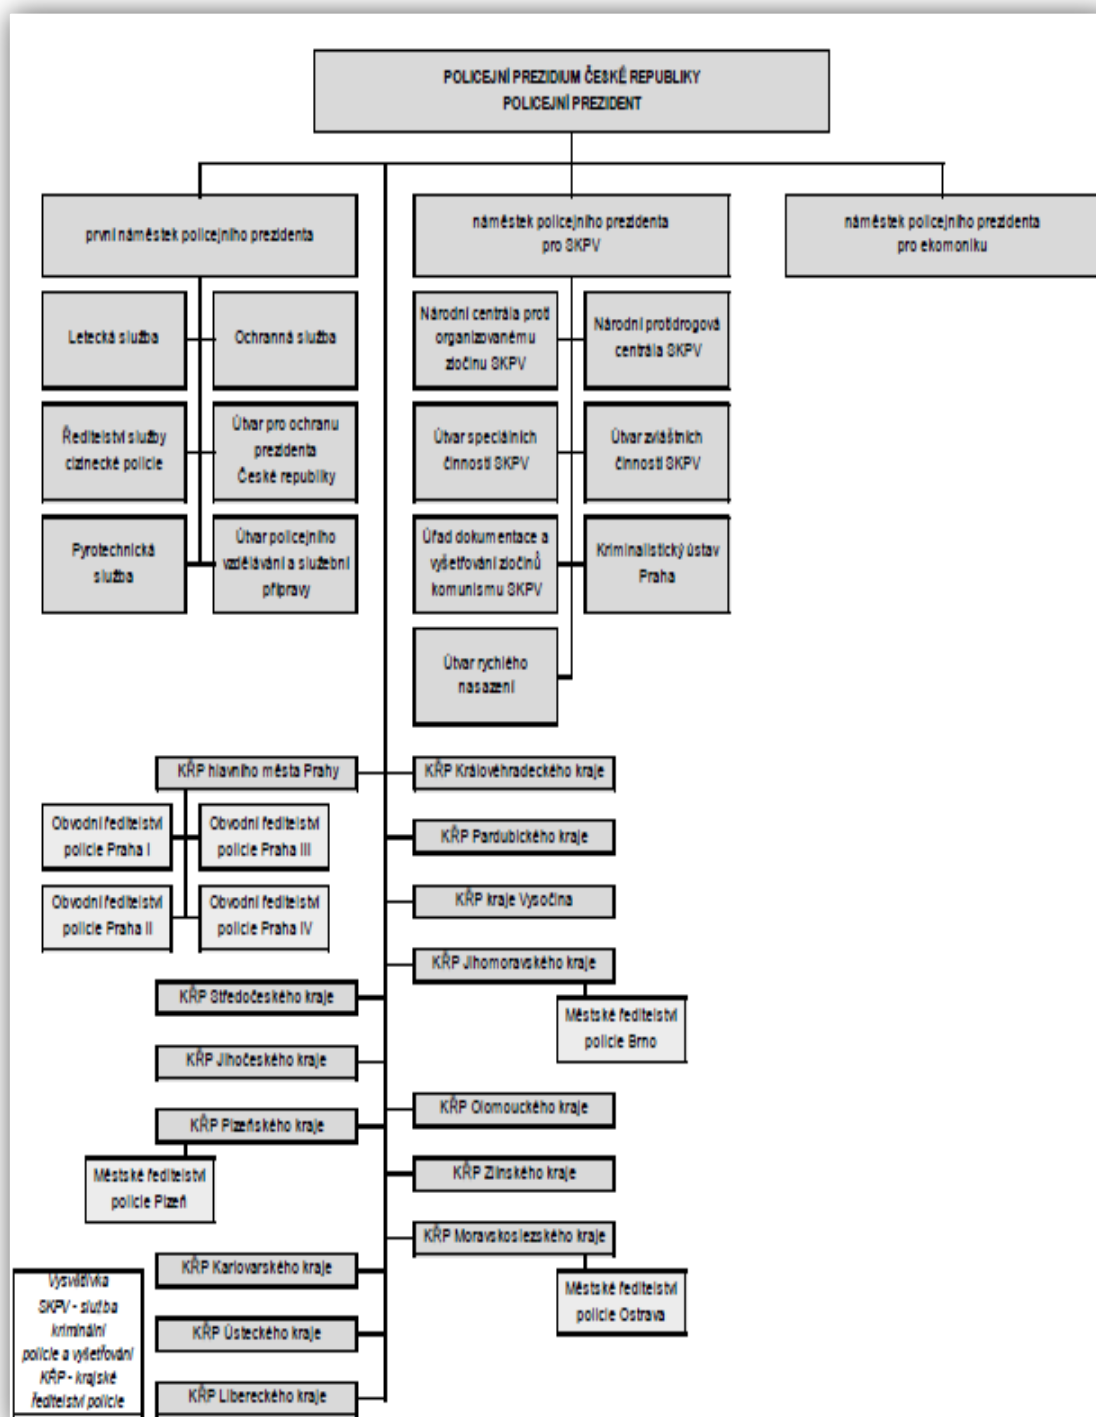 POLICEJNÍ PREZIDIUM ČESKÉ REPUBLIKY
POLICEJNÍ PREZIDENT
první náměstek policejního prezidenta
náměstek policejního prezidenta
pro SKPV
náměstek policejního prezidenta
pro ekomoniku
Letecká služba
Ochranná služba
Ředitelství služby
cizinecké policie
Útvar pro ochranu
prezidenta
České republiky
Pyrotechnická
služba
Útvar policejního
vzdělávání a služební
přípravy
Národní centrála proti
organizovanému
zločinu SKPV
Národní protidrogová
centrála SKPV
Útvar speciálních
činností SKPV
Útvar zvláštních
činností SKPV
Úřad dokumentace a
vyšetřování zločinů
komunismu SKPV
Kriminalistický ústav
Praha
Útvar rychlého
nasazení
KŘP hlavního města Prahy
KŘP Královéhradeckého kraje
Obvodní ředitelství
policie Praha I
Obvodní ředitelství
policie Praha III
KŘP Pardubického kraje
Obvodní ředitelství
policie Praha II
Obvodní ředitelství
policie Praha IV
KŘP kraje Vysočina
KŘP Jihomoravského kraje
Městské ředitelství
policie Brno
KŘP Středočeského kraje
KŘP Jihočeského kraje
KŘP Olomouckého kraje
KŘP Plzeňského kraje
Městské ředitelství
policie Plzeň
KŘP Zlínského kraje
KŘP Moravskoslezského kraje
Městské ředitelství
policie Ostrava
KŘP Karlovarského kraje
KŘP Ústeckého kraje
KŘP Libereckého kraje
Vysvětlivka
SKPV - služba
kriminální
policie a vyšetřování
KŘP - krajské
ředitelství policie